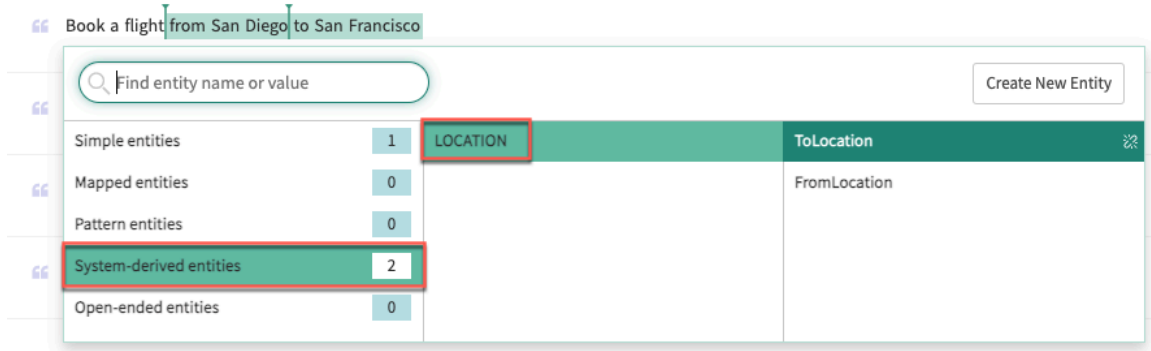 Book a flight from San Diego to San Francisco
Find entity name or value
Create New Entity
Simple entities 1 LOCATION ToLocation
Mapped entities 0 FromLocation
Pattern entities 0
System-derived entities 2
Open-ended entities 0